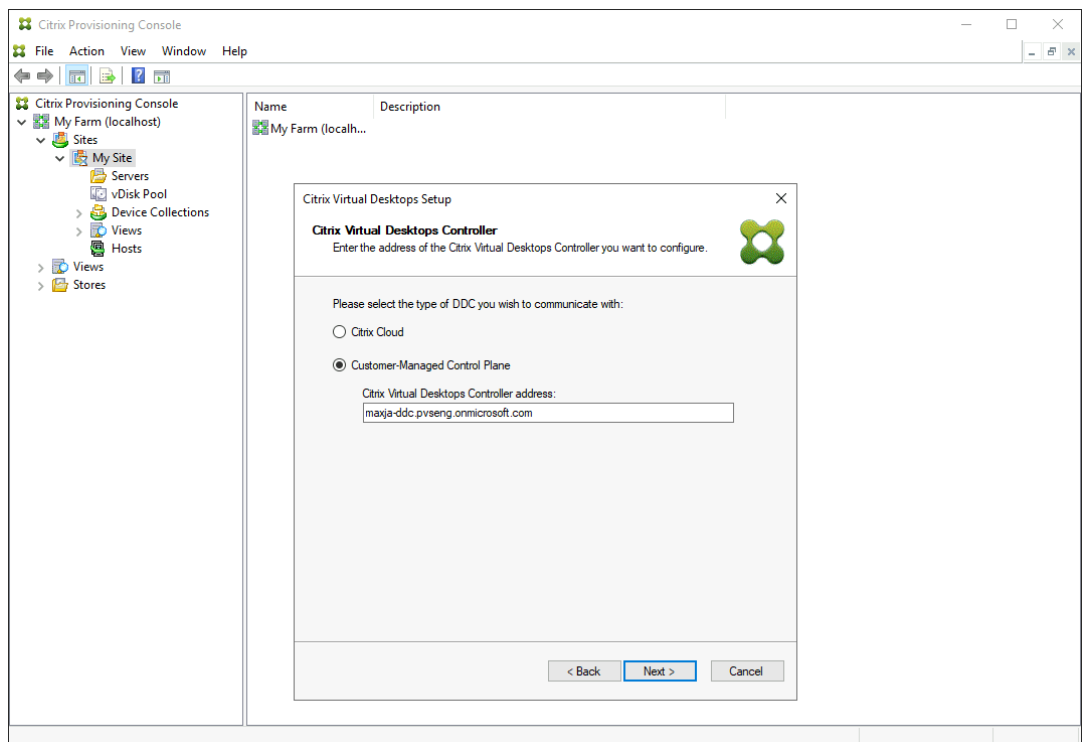 Citrix Provisioning Console
File Action View Window Help
Citrix Provisioning Console
My Farm (localhost)
Sites
My Site
Servers
vDisk Pool
Device Collections
Views
Hosts
Views
Stores
Name Description
My Farm (localh...
Citrix Virtual Desktops Setup
Citrix Virtual Desktops Controller
Enter the address of the Citrix Virtual Desktops Controller you want to configure.
Please select the type of DDC you wish to communicate with:
Citrix Cloud
Customer-Managed Control Plane
Citrix Virtual Desktops Controller address:
maxja-ddc.pvseng.onmicrosoft.com
< Back Next > Cancel